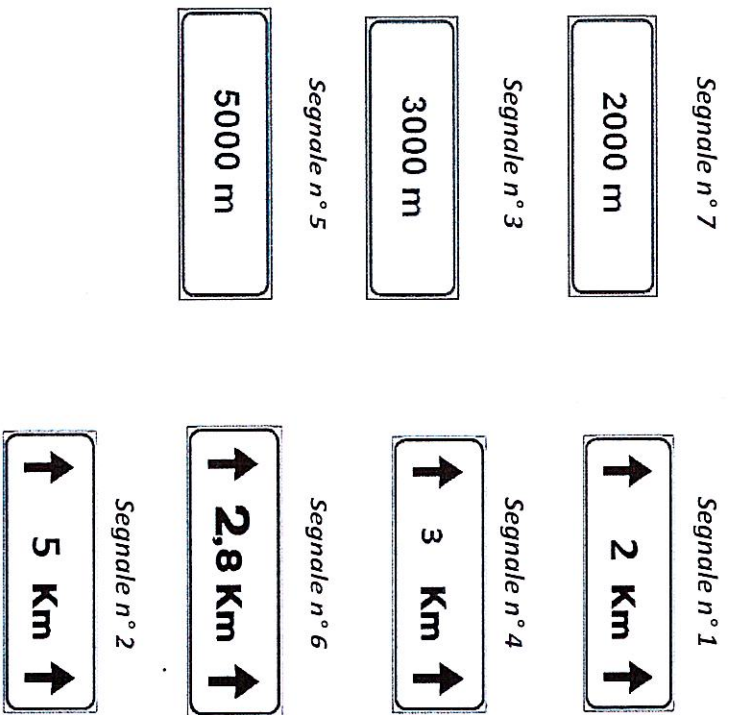 Segnale n° 7
2000 m
Segnale n° 3
3000 m
Segnale n° 5
5000 m
Segnale n° 1
↑ 2 Km ↑
Segnale n° 4
↑ 3 Km ↑
Segnale n° 6
↑ 2,8 Km ↑
Segnale n° 2
↑ 5 Km ↑